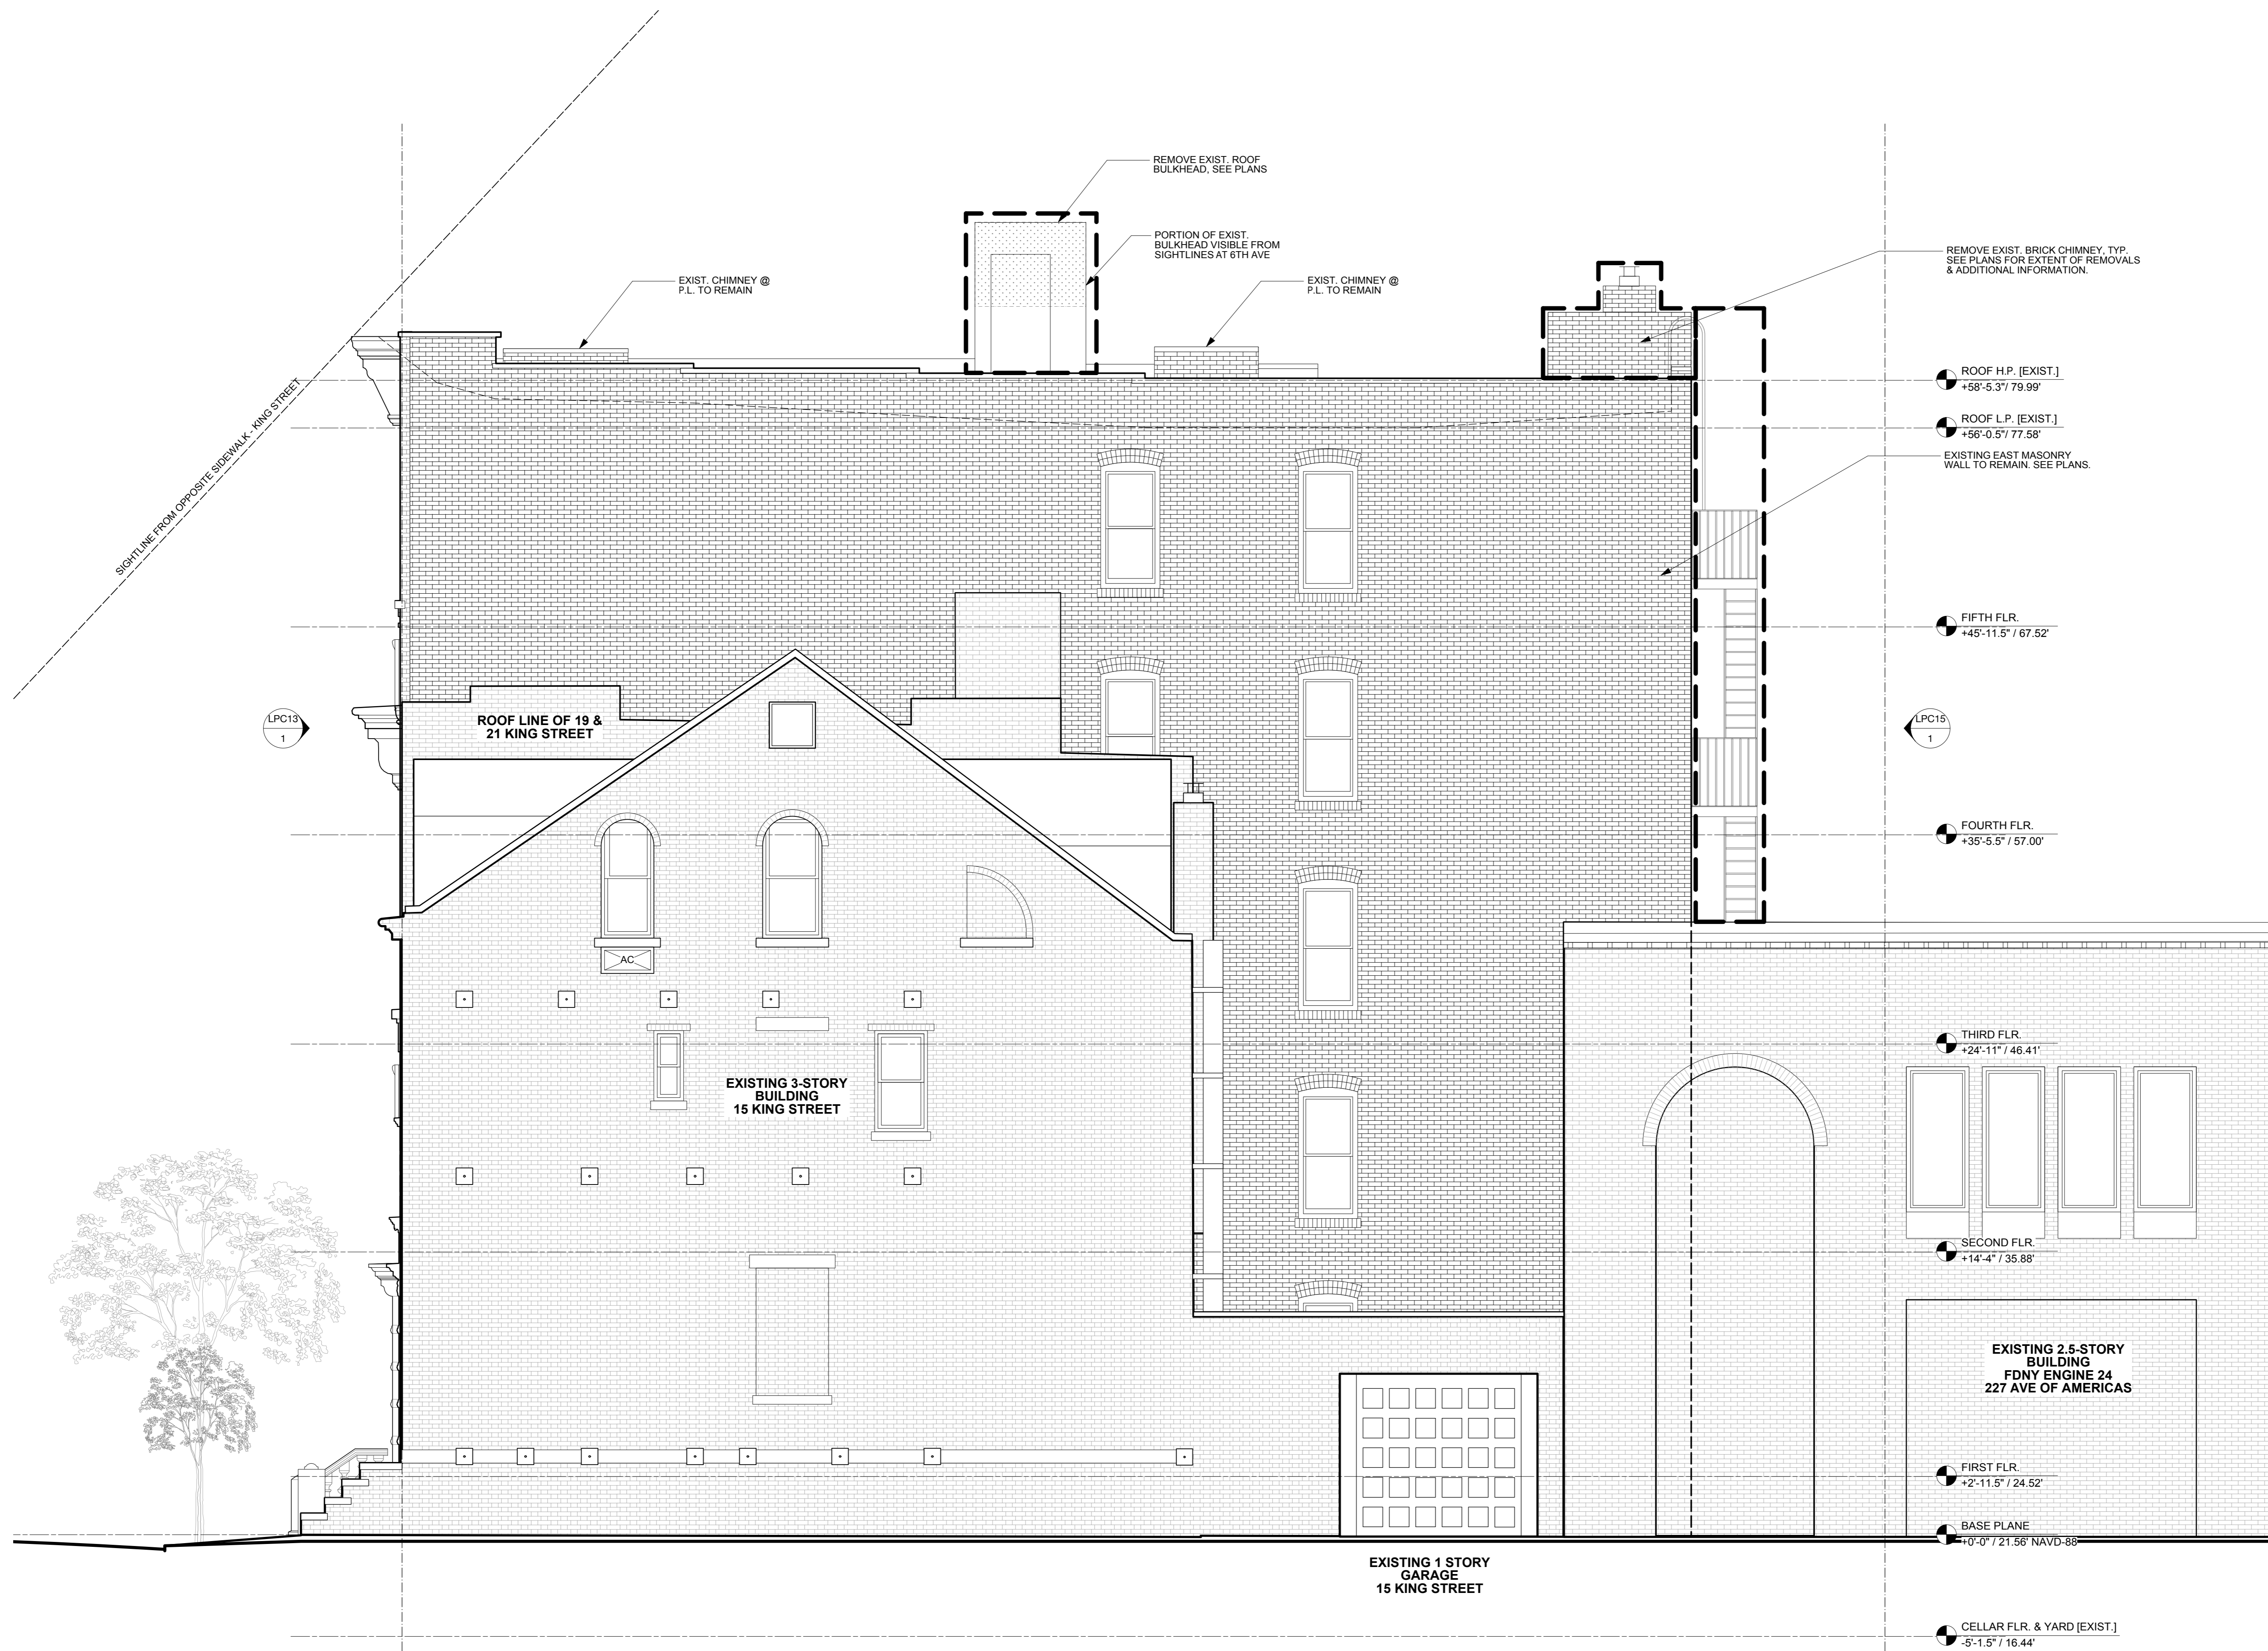 REMOVE EXIST. ROOF
BULKHEAD, SEE PLANS
PORTION OF EXIST.
BULKHEAD VISIBLE FROM
SIGHTLINES AT 6TH AVE
EXIST. CHIMNEY @
P.L. TO REMAIN
EXIST. CHIMNEY @
P.L. TO REMAIN
REMOVE EXIST. BRICK CHIMNEY, TYP.
SEE PLANS FOR EXTENT OF REMOVALS
& ADDITIONAL INFORMATION.
SIGHTLINE FROM OPPOSITE SIDEWALK - KING STREET
ROOF H.P. [EXIST.]
+58'-5.3"/ 79.99'
ROOF L.P. [EXIST.]
+56'-0.5"/ 77.58'
EXISTING EAST MASONRY
WALL TO REMAIN. SEE PLANS.
FIFTH FLR.
+45'-11.5" / 67.52'
LPC13
1
ROOF LINE OF 19 &
21 KING STREET
LPC15
1
FOURTH FLR.
+35'-5.5" / 57.00'
AC
THIRD FLR.
+24'-11" / 46.41'
EXISTING 3-STORY
BUILDING
15 KING STREET
SECOND FLR.
+14'-4" / 35.88'
EXISTING 2.5-STORY
BUILDING
FDNY ENGINE 24
227 AVE OF AMERICAS
FIRST FLR.
+2'-11.5" / 24.52'
BASE PLANE
+0'-0" / 21.56' NAVD-88
EXISTING 1 STORY
GARAGE
15 KING STREET
CELLAR FLR. & YARD [EXIST.]
-5'-1.5" / 16.44'